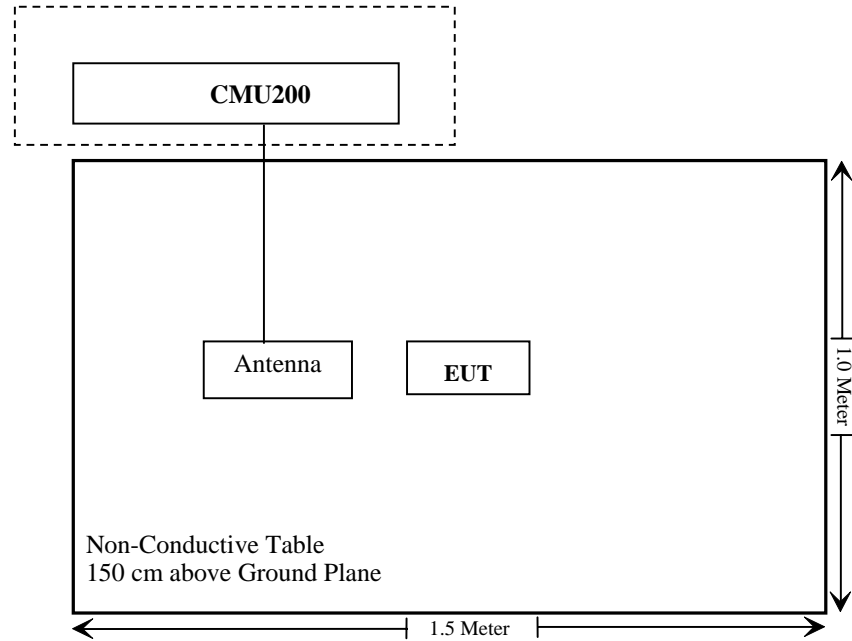 CMU200
Antenna
EUT
1.0 Meter
Non-Conductive Table
150 cm above Ground Plane
1.5 Meter